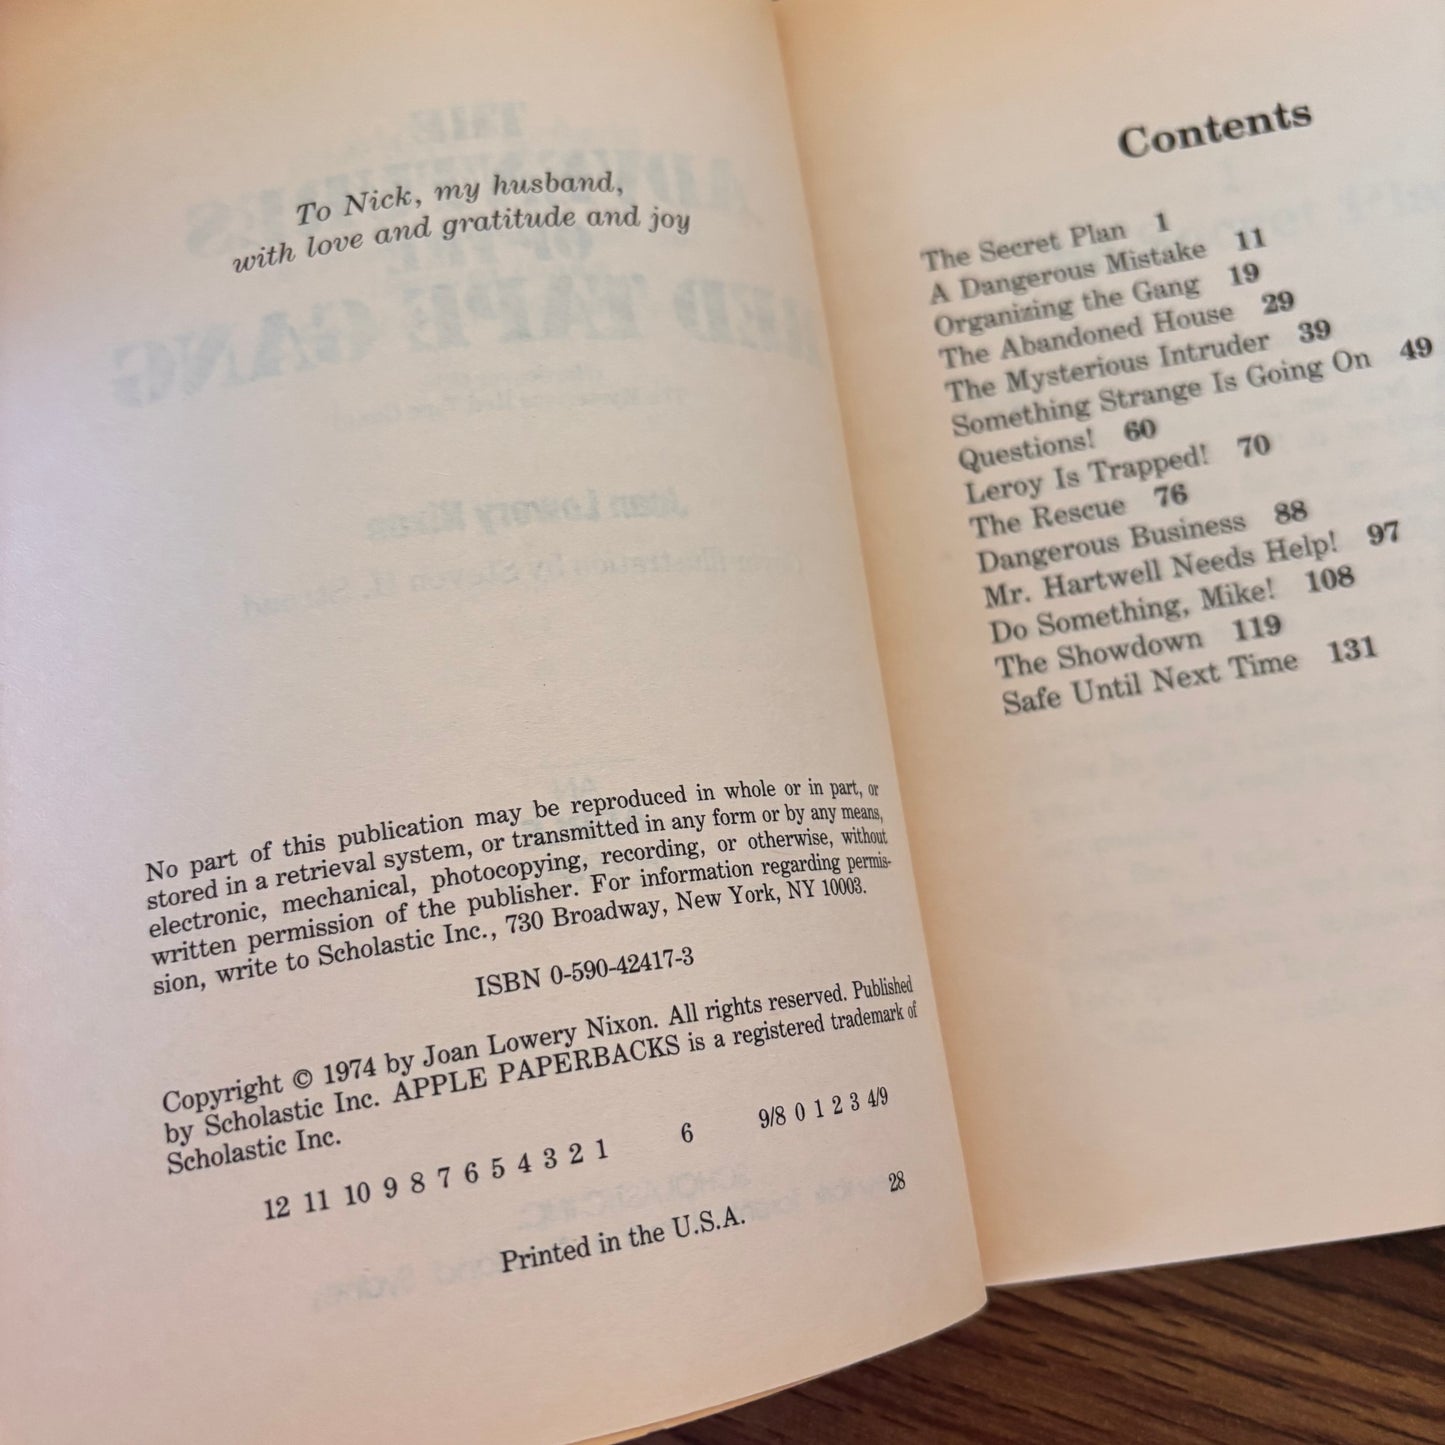 To Nick, my husband,
with love and gratitude and joy
No part of this publication may be reproduced in whole or in part, or
stored in a retrieval system, or transmitted in any form or by any means,
electronic, mechanical, photocopying, recording, or otherwise, without
written permission of the publisher. For information regarding permis-
sion, write to Scholastic Inc., 730 Broadway, New York, NY 10003.
ISBN 0-590-42417-3
Copyright © 1974 by Joan Lowery Nixon. All rights reserved. Published
by Scholastic Inc. APPLE PAPERBACKS is a registered trademark of
Scholastic Inc.
12 11 10 9 8 7 6 5 4 3 2 1 6 9/8 0 1 2 3 4/9
Printed in the U.S.A. 28
Contents
The Secret Plan 1
A Dangerous Mistake 11
Organizing the Gang 19
The Abandoned House 29
The Mysterious Intruder 39
Something Strange Is Going On 49
Questions! 60
Leroy Is Trapped! 70
The Rescue 76
Dangerous Business 88
Mr. Hartwell Needs Help! 97
Do Something, Mike! 108
The Showdown 119
Safe Until Next Time 131